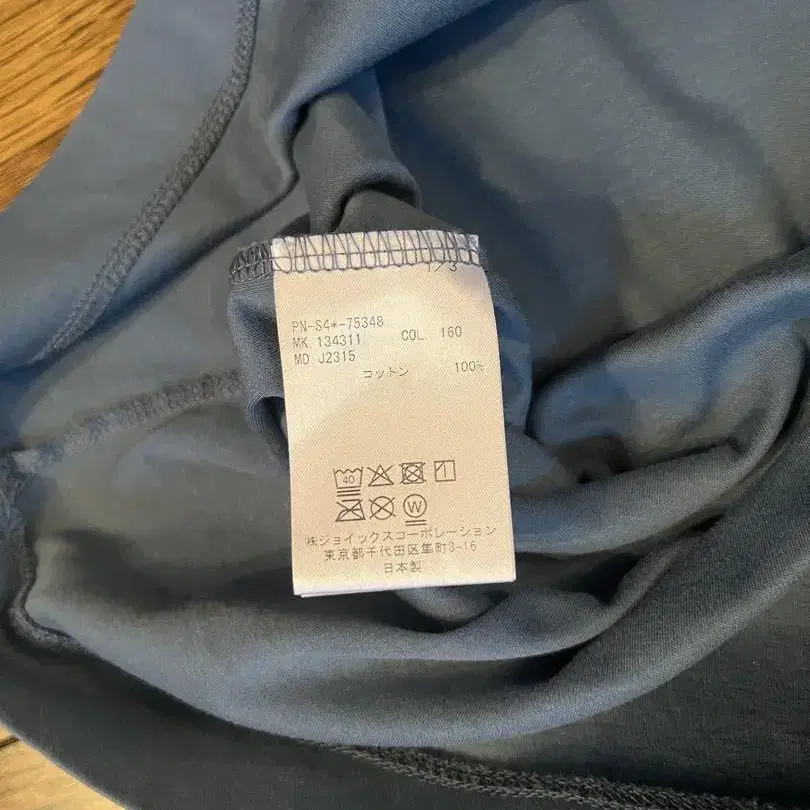 1/3
PN-S4*-75348
MK 134311 COL 160
MD J2315
コットン 100%
40
W
㈱ジョイックスコーポレーション
東京都千代田区隼町3-16
日本製